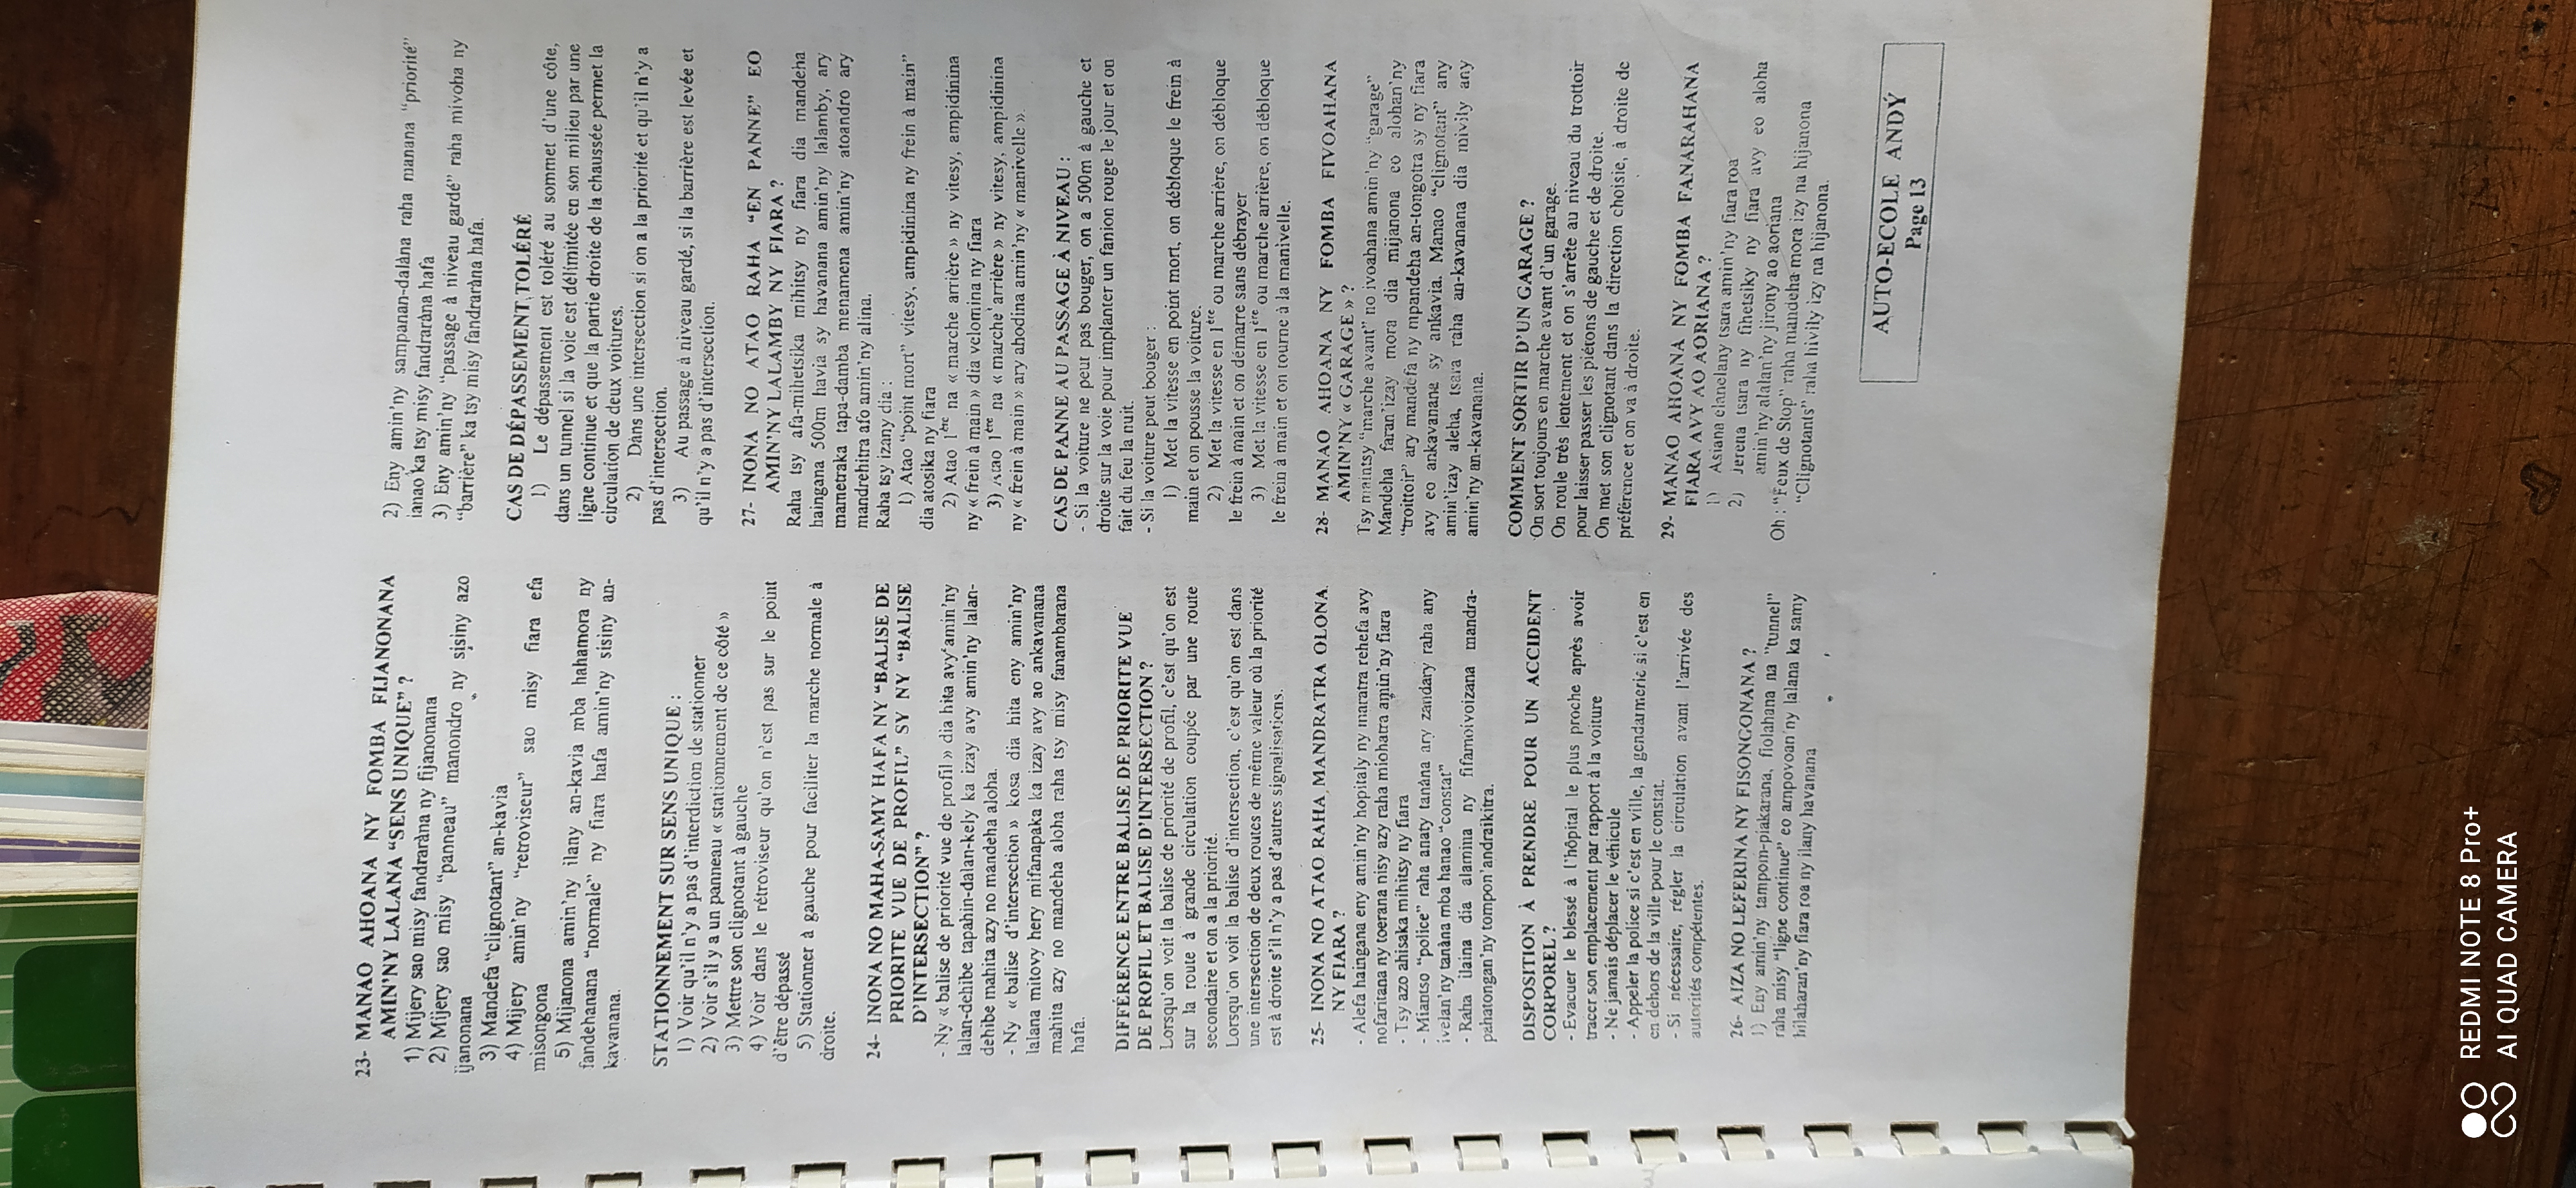 23- MANAO AHOANA NY FOMBA FIJANONANA
AMIN'NY LALANA “SENS UNIQUE” ?
1) Mijery sao misy fandraràna ny fijanonana
2) Mijery sao misy “panneau” manondro ny sisiny azo
ijanonana
3) Mandefa “clignotant” an-kavia
4) Mijery amin'ny “retroviseur” sao misy fiara efa
misongona
5) Mijanona amin'ny ilany an-kavia mba hahamora ny
fandehanana “normale” ny fiara hafa amin'ny sisiny an-
kavanana.
STATIONNEMENT SUR SENS UNIQUE :
1) Voir qu'il n'y a pas d'interdiction de stationner
2) Voir s'il y a un panneau « stationnement de ce côté »
3) Mettre son clignotant à gauche
4) Voir dans le rétroviseur qu'on n'est pas sur le point
d'être dépassé
5) Stationner à gauche pour faciliter la marche normale à
droite.
24- INONA NO MAHA-SAMY HAFA NY “BALISE DE
PRIORITE VUE DE PROFIL” SY NY “BALISE
D'INTERSECTION” ?
- Ny « balise de priorité vue de profil » dia hita avy amin'ny
lalan-dehibe tapahin-dalan-kely ka izay avy amin'ny lalan-
dehibe mahita azy no mandeha aloha.
- Ny « balise d'intersection » kosa dia hita eny amin'ny
lalana mitovy hery mifanapaka ka izay avy ao ankavanana
mahita azy no mandeha aloha raha tsy misy fanambarana
hafa.
DIFFÉRENCE ENTRE BALISE DE PRIORITE VUE
DE PROFIL ET BALISE D'INTERSECTION ?
Lorsqu'on voit la balise de priorité de profil, c'est qu'on est
sur la route à grande circulation coupée par une route
secondaire et on a la priorité.
Lorsqu'on voit la balise d'intersection, c'est qu'on est dans
une intersection de deux routes de même valeur où la priorité
est à droite s'il n'y a pas d'autres signalisations.
25- INONA NO ATAO RAHA MANDRATRA OLONA
NY FIARA ?
- Alefa haingana eny amin'ny hopitaly ny maratra rehefa avy
nofaritana ny toerana nisy azy raha miohatra amin'ny fiara
- Tsy azo ahisaka mihitsy ny fiara
- Miantso “police” raha anaty tanàna ary zandary raha any
ivelan'ny tanàna mba hanao “constat”
- Raha ilaina dia alamina ny fifamoivoizana mandra-
pahatongan'ny tompon'andraikitra.
DISPOSITION À PRENDRE POUR UN ACCIDENT
CORPOREL ?
- Evacuer le blessé à l'hôpital le plus proche après avoir
tracer son emplacement par rapport à la voiture
- Ne jamais déplacer le véhicule
- Appeler la police si c'est en ville, la gendarmerie si c'est en
en dehors de la ville pour le constat.
- Si nécessaire, régler la circulation avant l'arrivée des
autorités compétentes.
26- AIZA NO LEFERINA NY FISONGONANA ?
1) Eny amin'ny tampom-piakarana, fiolahana na “tunnel”
raha misy “ligne continue” eo ampovoan'ny lalana ka samy
hilaharan'ny fiara roa ny ilany havanana
2) Eny amin'ny sampanan-dalàna raha manana “priorité”
ianao ka tsy misy fandraràna hafa
3) Eny amin'ny “passage à niveau gardé” raha mivoha ny
“barrière” ka tsy misy fandraràna hafa.
CAS DE DÉPASSEMENT TOLÉRÉ
1) Le dépassement est toléré au sommet d'une côte,
dans un tunnel si la voie est délimitée en son milieu par une
ligne continue et que la partie droite de la chaussée permet la
circulation de deux voitures.
2) Dans une intersection si on a la priorité et qu'il n'y a
pas d'intersection.
3) Au passage à niveau gardé, si la barrière est levée et
qu'il n'y a pas d'intersection.
27- INONA NO ATAO RAHA “EN PANNE” EO
AMIN'NY LALAMBY NY FIARA ?
Raha tsy afa-mihetsika mihitsy ny fiara dia mandeha
haingana 500m havia sy havanana amin'ny lalamby, ary
mametraka tapa-damba menamena amin'ny atoandro ary
mandrehitra afo amin'ny alina.
Raha tsy izany dia :
1) Atao “point mort” vitesy, ampidinina ny frein à main”
dia atosika ny fiara
2) Atao 1ère na « marche arrière » ny vitesy, ampidinina
ny « frein à main » dia velomina ny fiara
3) Atao 1ère na « marche arrière » ny vitesy, ampidinina
ny « frein à main » ary ahodina amin'ny « manivelle ».
CAS DE PANNE AU PASSAGE À NIVEAU :
- Si la voiture ne peut pas bouger, on a 500m à gauche et
droite sur la voie pour implanter un fanion rouge le jour et on
fait du feu la nuit.
- Si la voiture peut bouger :
1) Met la vitesse en point mort, on débloque le frein à
main et on pousse la voiture.
2) Met la vitesse en 1ère ou marche arrière, on débloque
le frein à main et on démarre sans débrayer
3) Met la vitesse en 1ère ou marche arrière, on débloque
le frein à main et on tourne à la manivelle.
28- MANAO AHOANA NY FOMBA FIVOAHANA
AMIN'NY « GARAGE » ?
Tsy maintsy “marche avant” no ivoahana amin'ny “garage”
Mandeha faran'izay mora dia mijanona eo alohan'ny
“troittoir” ary mandefa ny mpandeha an-tongotra sy ny fiara
avy eo ankavanana sy ankavia. Manao “clignotant” any
amin'izay aleha, tsara raha an-kavanana dia mivily any
amin'ny an-kavanana.
COMMENT SORTIR D'UN GARAGE ?
On sort toujours en marche avant d'un garage.
On roule très lentement et on s'arrête au niveau du trottoir
pour laisser passer les piétons de gauche et de droite.
On met son clignotant dans la direction choisie, à droite de
préférence et on va à droite.
29- MANAO AHOANA NY FOMBA FANARAHANA
FIARA AVY AO AORIANA ?
1) Asiana elanelany tsara amin'ny fiara roa
2) Jerena tsara ny fihetsiky ny fiara avy eo aloha
amin'ny alalan'ny jirony ao aoriana
Oh : “Feux de Stop” raha mandeha mora izy na hijanona
“Clignotants” raha hivily izy na hijanona.
AUTO-ECOLE ANDY
Page 13
REDMI NOTE 8 Pro+
AI QUAD CAMERA